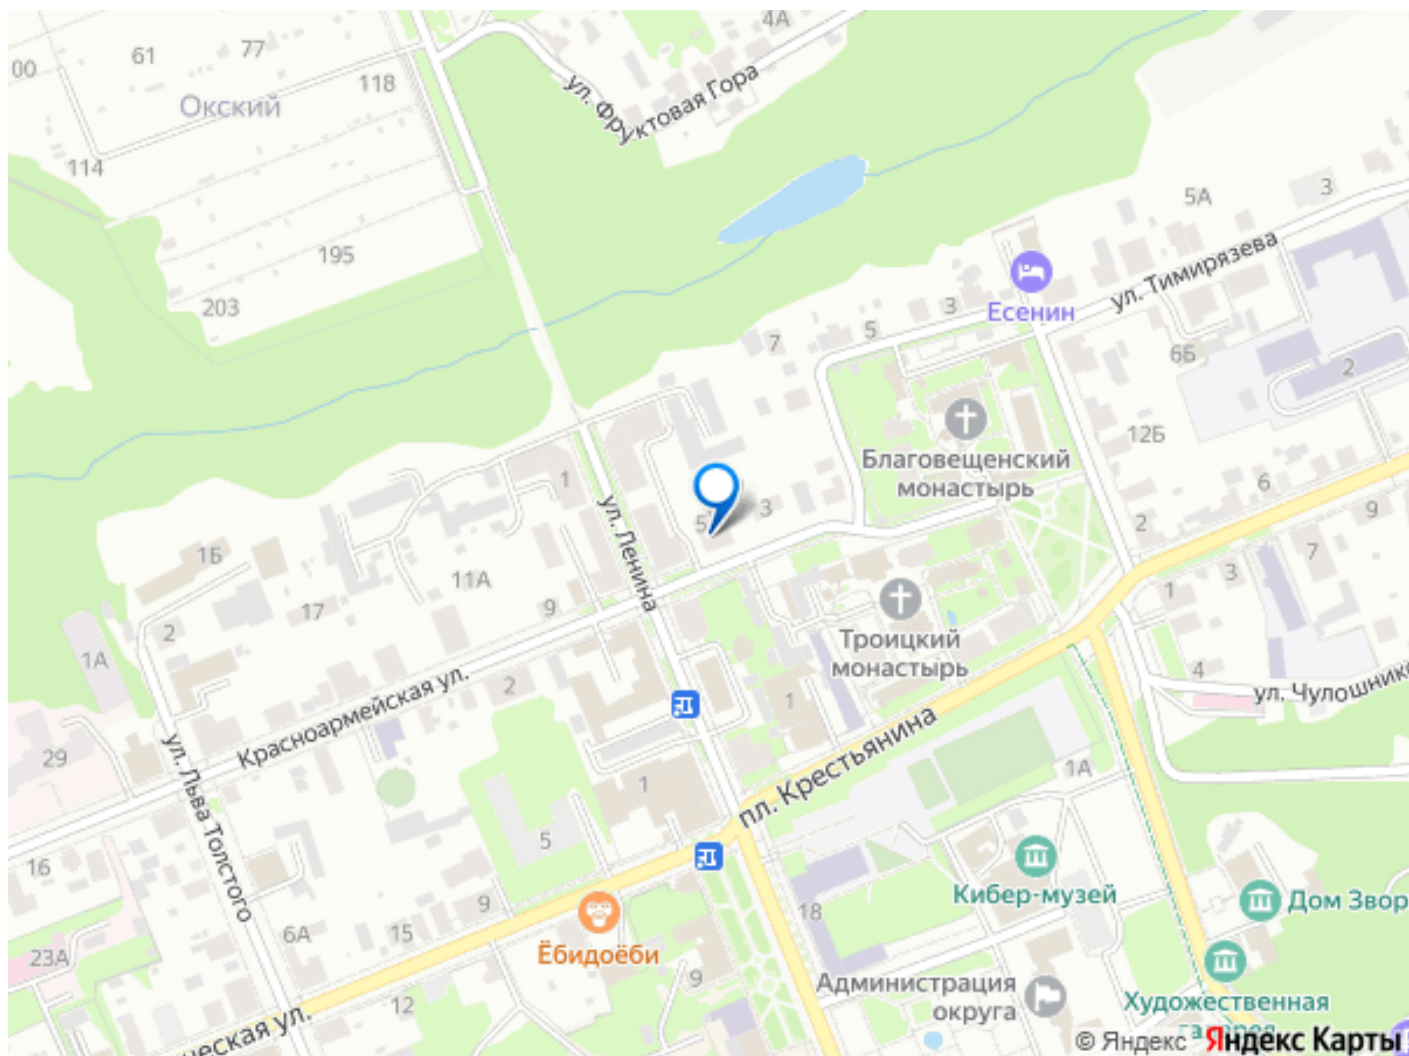 4А
61
77
00
118
Окский
ул. Фруктовая Гора
114
195
203
5А
3
ул. Тимирязева
Есенин
3
5
7
6Б
2
12Б
Благовещенский
монастырь
6
9
2
7
3
1
1
ул. Ленина
5
3
1Б
11А
17
9
2
1А
Троицкий
монастырь
4
ул. Чулошнико
Красноармейская ул.
2
1
29
ул. Льва Толстого
пл. Крестьянина
1А
1
5
16
Кибер-музей
Дом Звор
18
9
6А
15
23А
Ёбидоёби
12
9
Администрация
округа
Художественная
ческая ул.
© Яндекс Яндекс Карты